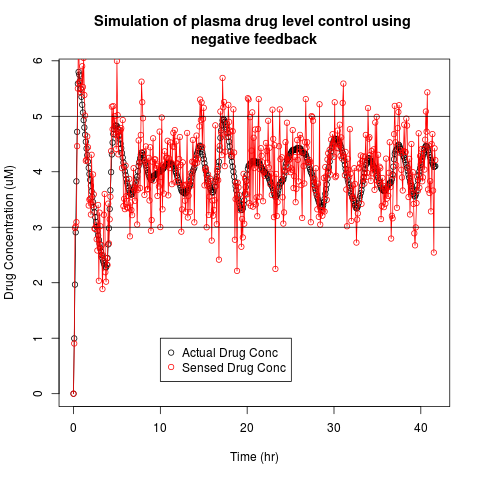 Simulation of plasma drug level control using
negative feedback
Drug Concentration (uM)
6
5
4
3
2
1
0
Actual Drug Conc
Sensed Drug Conc
0 10 20 30 40
Time (hr)